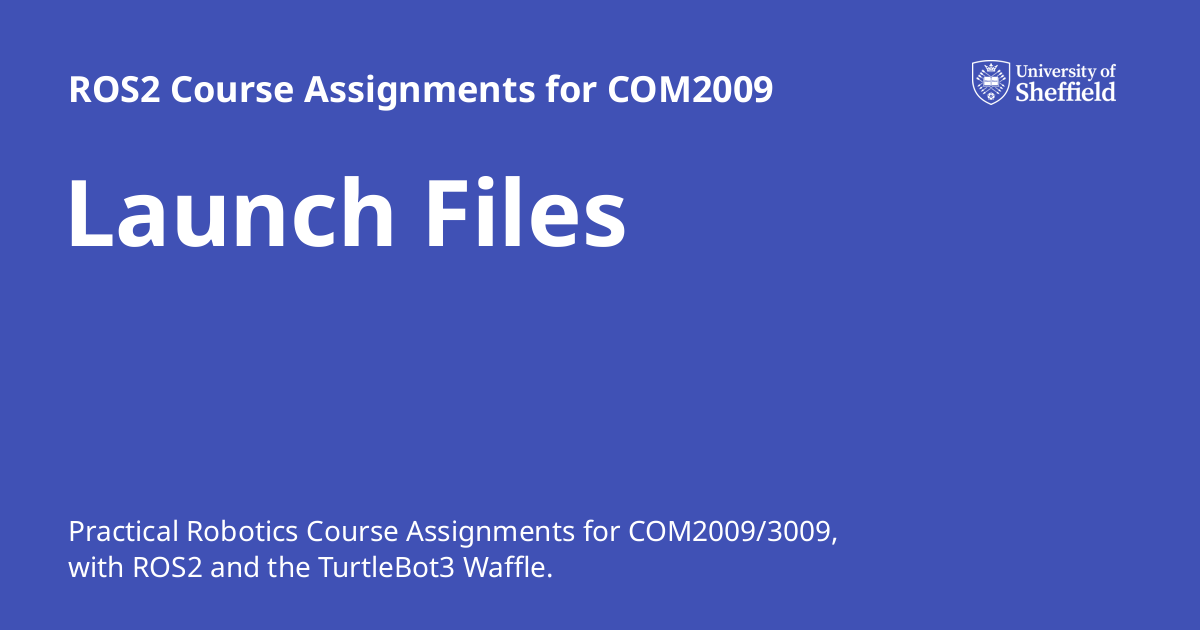 ROS2 Course Assignments for COM2009
University of
Sheffield
Launch Files
Practical Robotics Course Assignments for COM2009/3009,
with ROS2 and the TurtleBot3 Waffle.